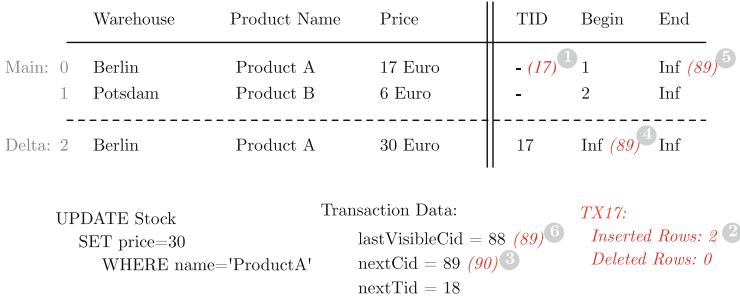 Warehouse Product Name Price TID Begin End
Main: 0 Berlin Product A 17 Euro - (17) 1 1 Inf (89) 5
1 Potsdam Product B 6 Euro - 2 Inf
Delta: 2 Berlin Product A 30 Euro 17 Inf (89) 4 Inf
UPDATE Stock
SET price=30
WHERE name='ProductA'
Transaction Data:
lastVisibleCid = 88 (89) 6
nextCid = 89 (90) 3
nextTid = 18
TX17:
Inserted Rows: 2 2
Deleted Rows: 0